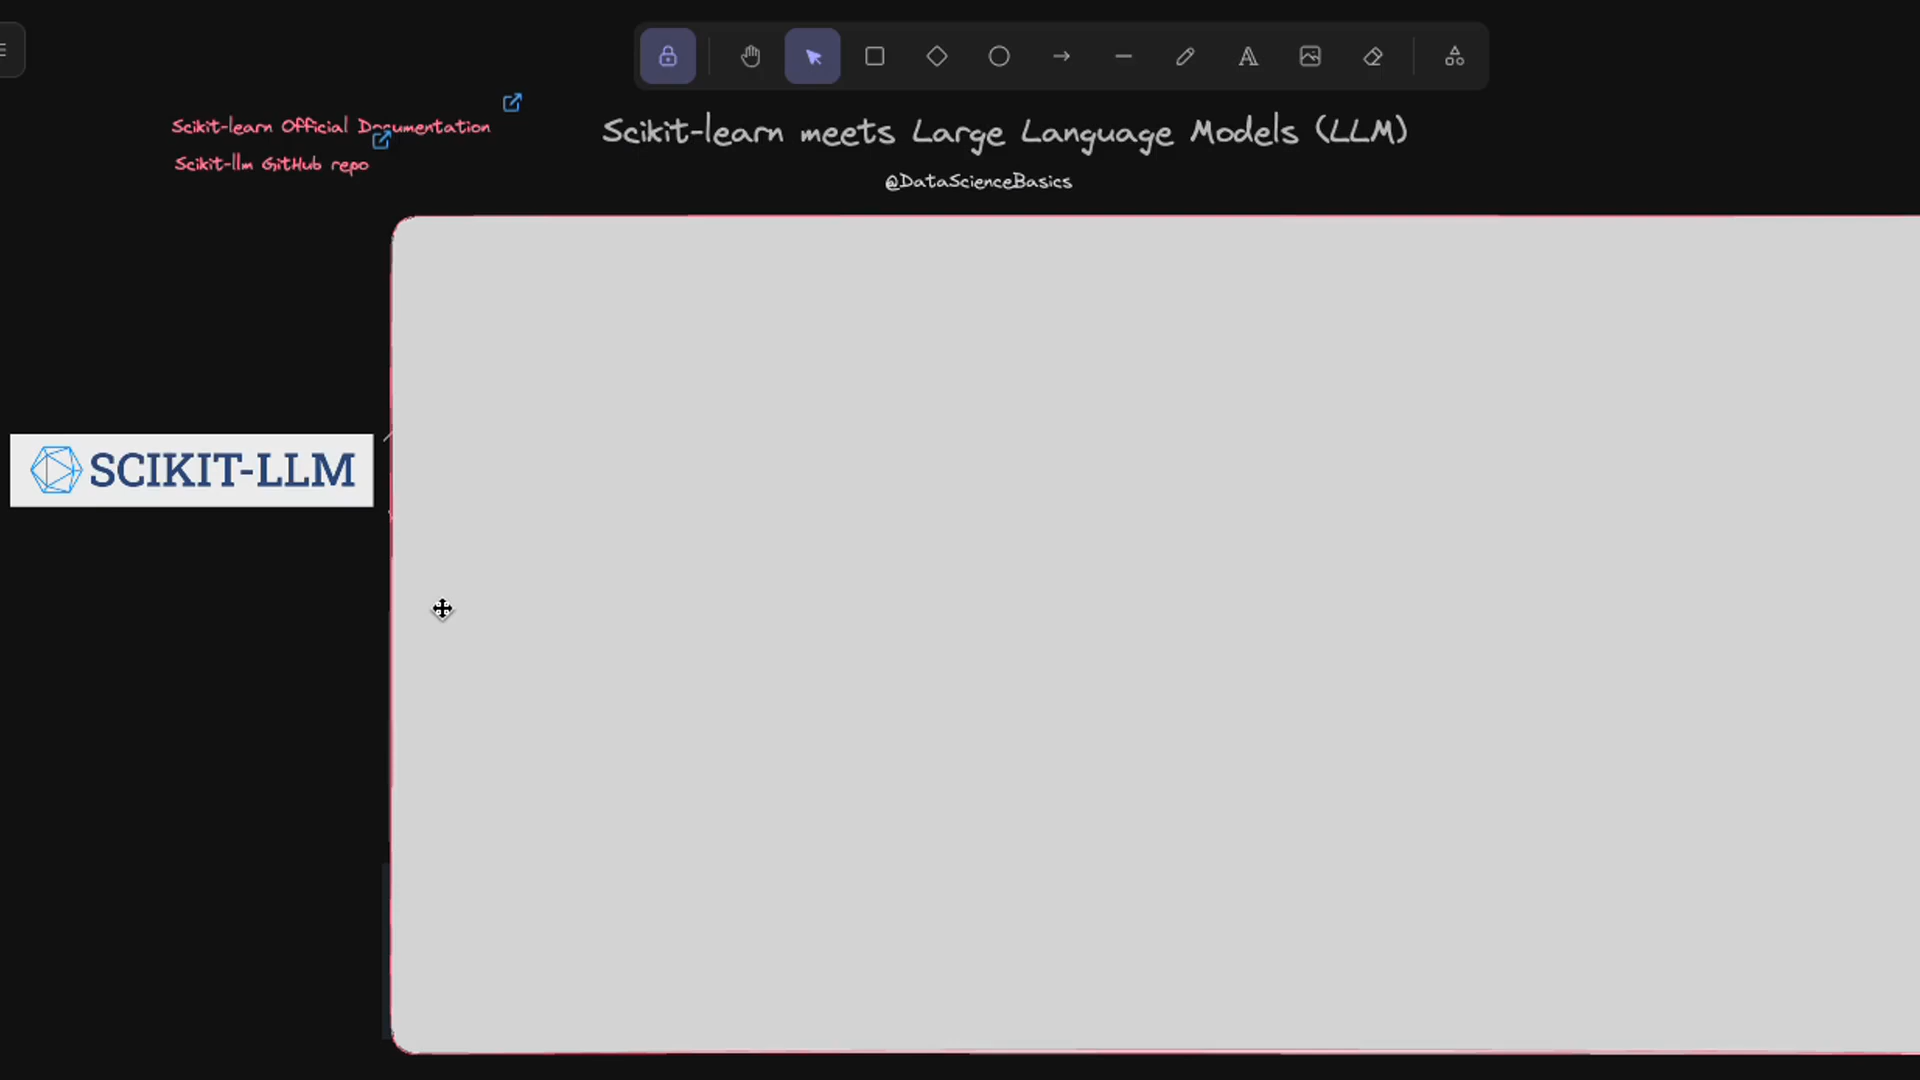 Scikit-learn Official Documentation
Scikit-llm GitHub repo
Scikit-learn meets Large Language Models (LLM)
@DataScienceBasics
SCIKIT-LLM